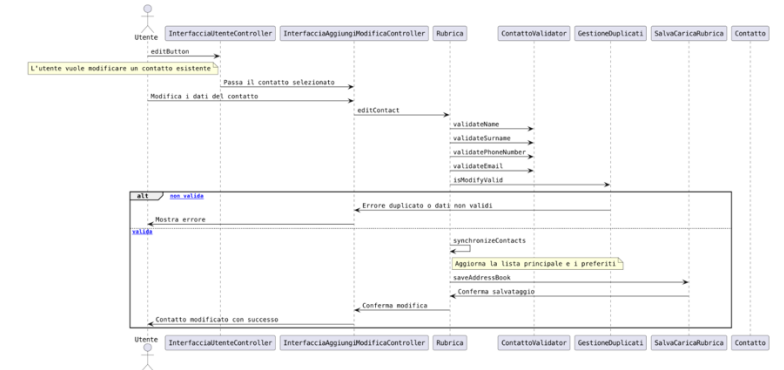 Utente InterfacciaUtenteController InterfacciaAggiungiModificaController Rubrica ContattoValidator GestioneDuplicati SalvaCaricaRubrica Contatto
editButton
L'utente vuole modificare un contatto esistente
Passa il contatto selezionato
Modifica i dati del contatto
editContact
validateName
validateSurname
validatePhoneNumber
validateEmail
isModifyValid
alt non valida
Errore duplicato o dati non validi
Mostra errore
valida
synchronizeContacts
Aggiorna la lista principale e i preferiti
saveAddressBook
Conferma salvataggio
Conferma modifica
Contatto modificato con successo
Utente InterfacciaUtenteController InterfacciaAggiungiModificaController Rubrica ContattoValidator GestioneDuplicati SalvaCaricaRubrica Contatto